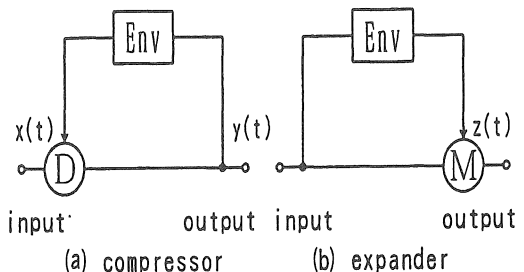 Env Env
x(t) y(t) z(t)
D M
input output input output
(a) compressor (b) expander